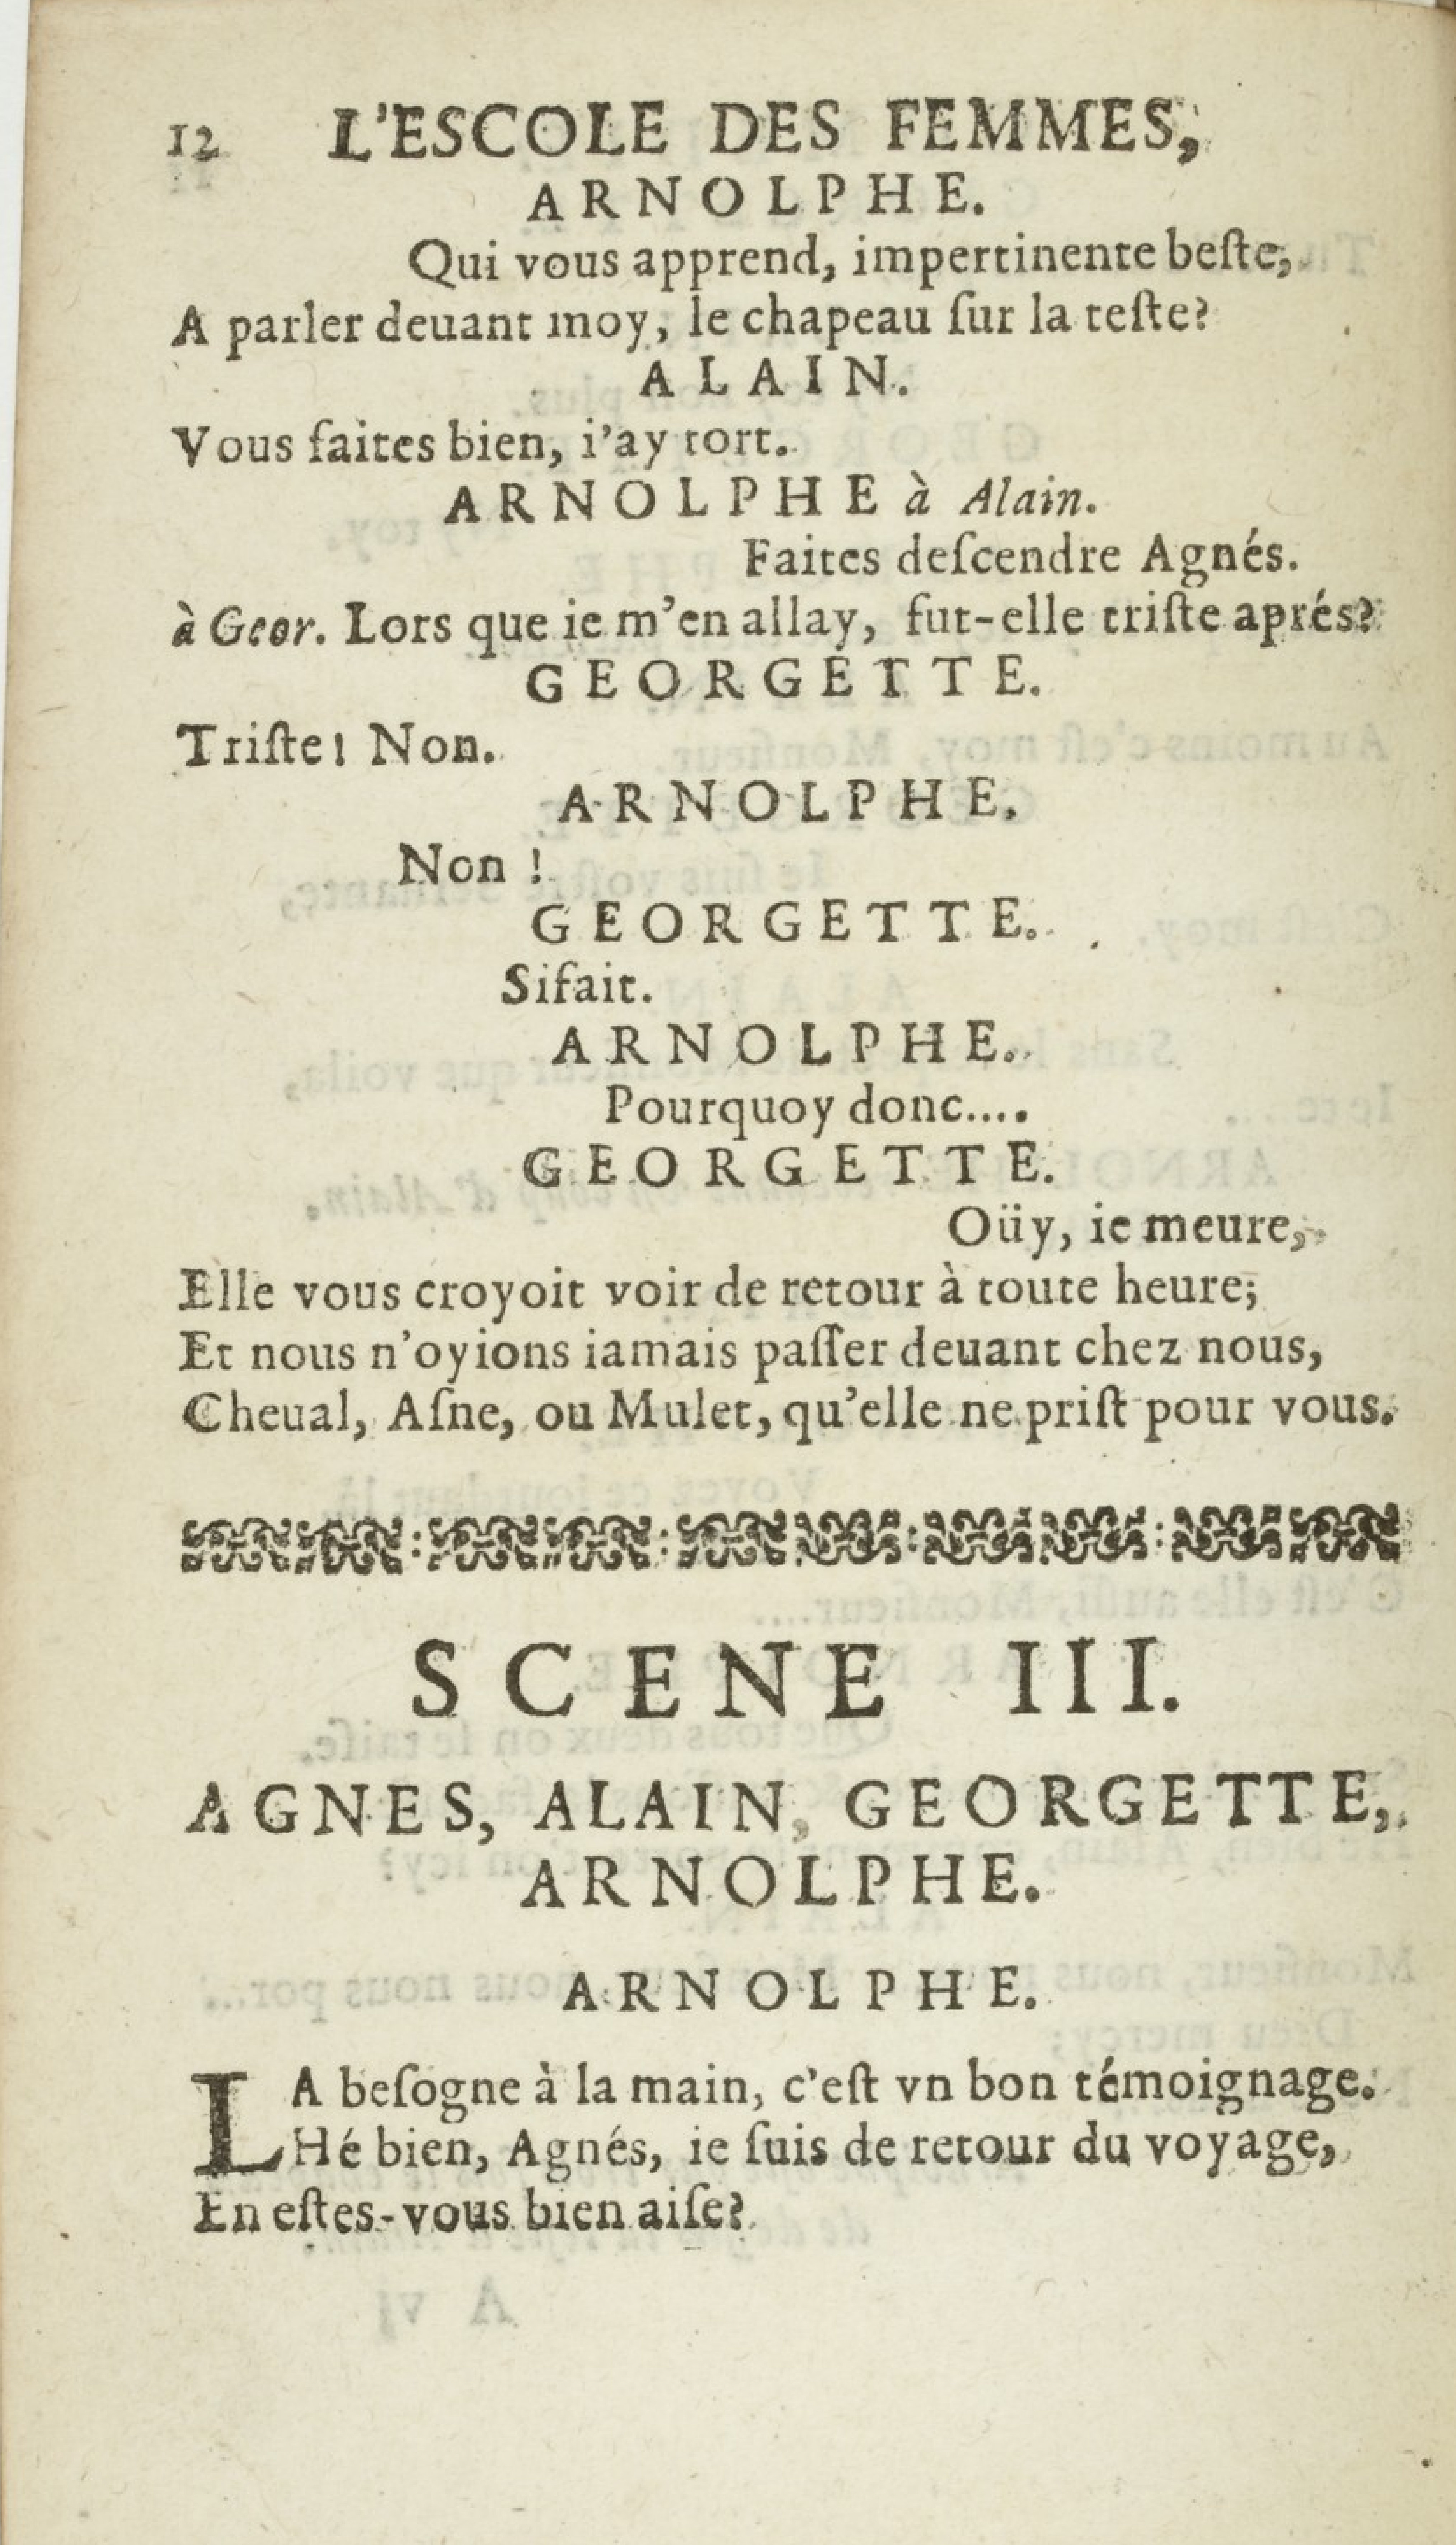 12 L'ESCOLE DES FEMMES,
ARNOLPHE.
Qui vous apprend, impertinente beſte,
A parler deuant moy, le chapeau ſur la teſte?
ALAIN.
Vous faites bien, i'ay tort.
ARNOLPHE à Alain.
Faites deſcendre Agnés.
à Geor. Lors que ie m'en allay, fut-elle triſte aprés?
GEORGETTE.
Triſte! Non.
ARNOLPHE.
Non !
GEORGETTE.
Si fait.
ARNOLPHE.
Pourquoy donc....
GEORGETTE.
Oüy, ie meure,
Elle vous croyoit voir de retour à toute heure;
Et nous n'oyions iamais paſſer deuant chez nous,
Cheual, Aſne, ou Mulet, qu'elle ne priſt pour vous.
SCENE III.
AGNES, ALAIN, GEORGETTE,
ARNOLPHE.
ARNOLPHE.
LA beſogne à la main, c'eſt vn bon témoignage.
Hé bien, Agnés, ie ſuis de retour du voyage,
En eſtes-vous bien aiſe?